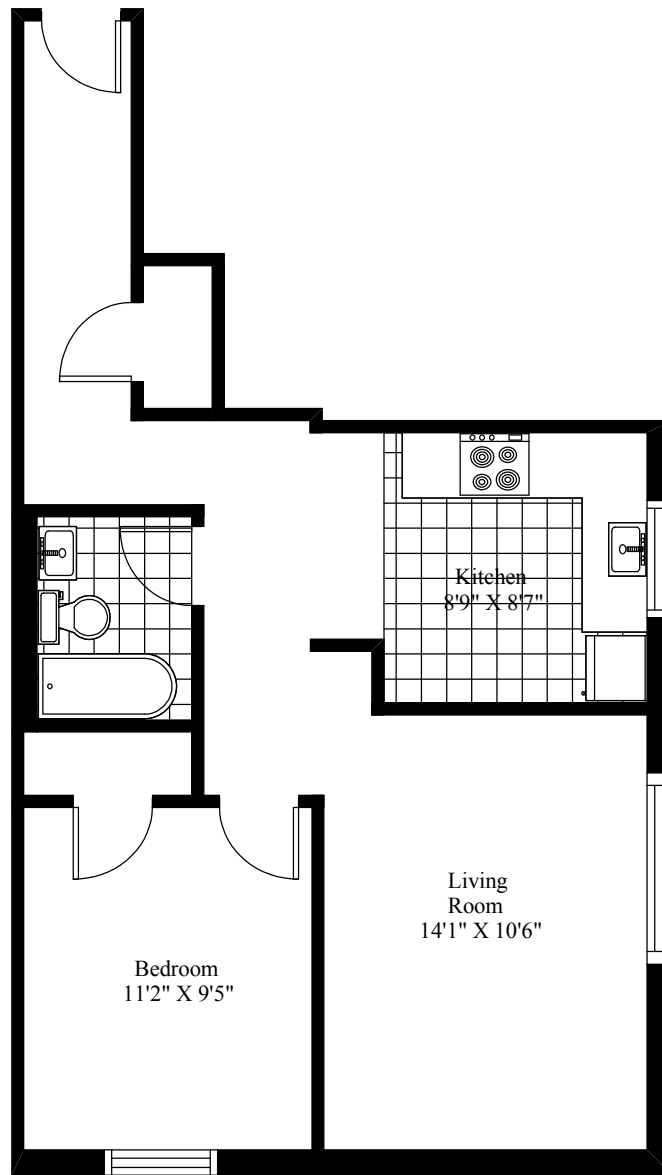 Kitchen
8'9" X 8'7"
Living
Room
14'1" X 10'6"
Bedroom
11'2" X 9'5"